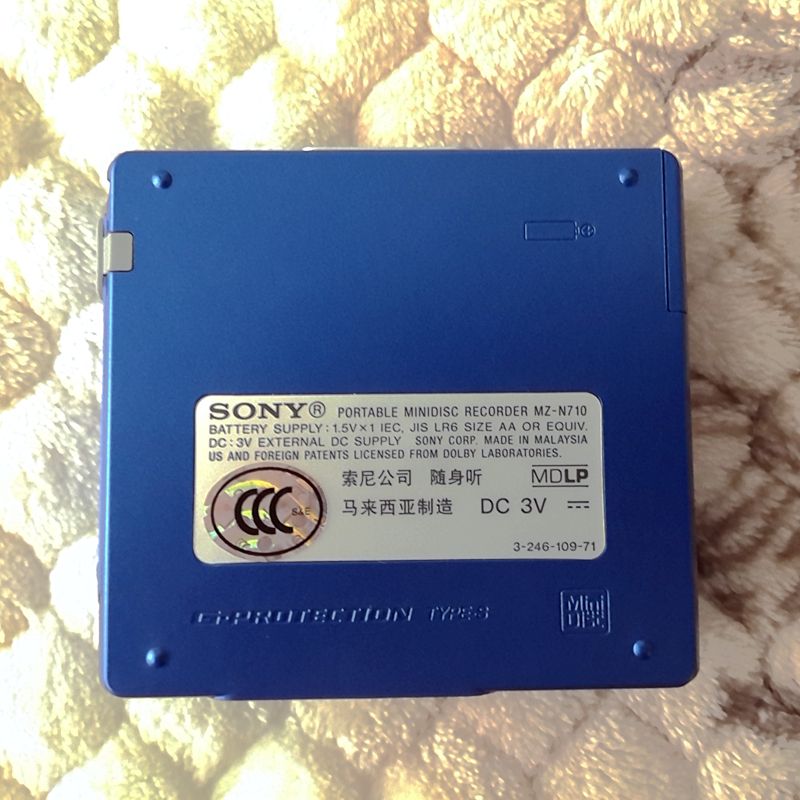 SONY® PORTABLE MINIDISC RECORDER MZ-N710
BATTERY SUPPLY : 1.5V×1 IEC, JIS LR6 SIZE AA OR EQUIV.
DC : 3V EXTERNAL DC SUPPLY SONY CORP. MADE IN MALAYSIA
US AND FOREIGN PATENTS LICENSED FROM DOLBY LABORATORIES.
索尼公司 随身听 MDLP
CCC S&E 马来西亚制造 DC 3V
3-246-109-71
G-PROTECTION TYPE-S
Mini Disc